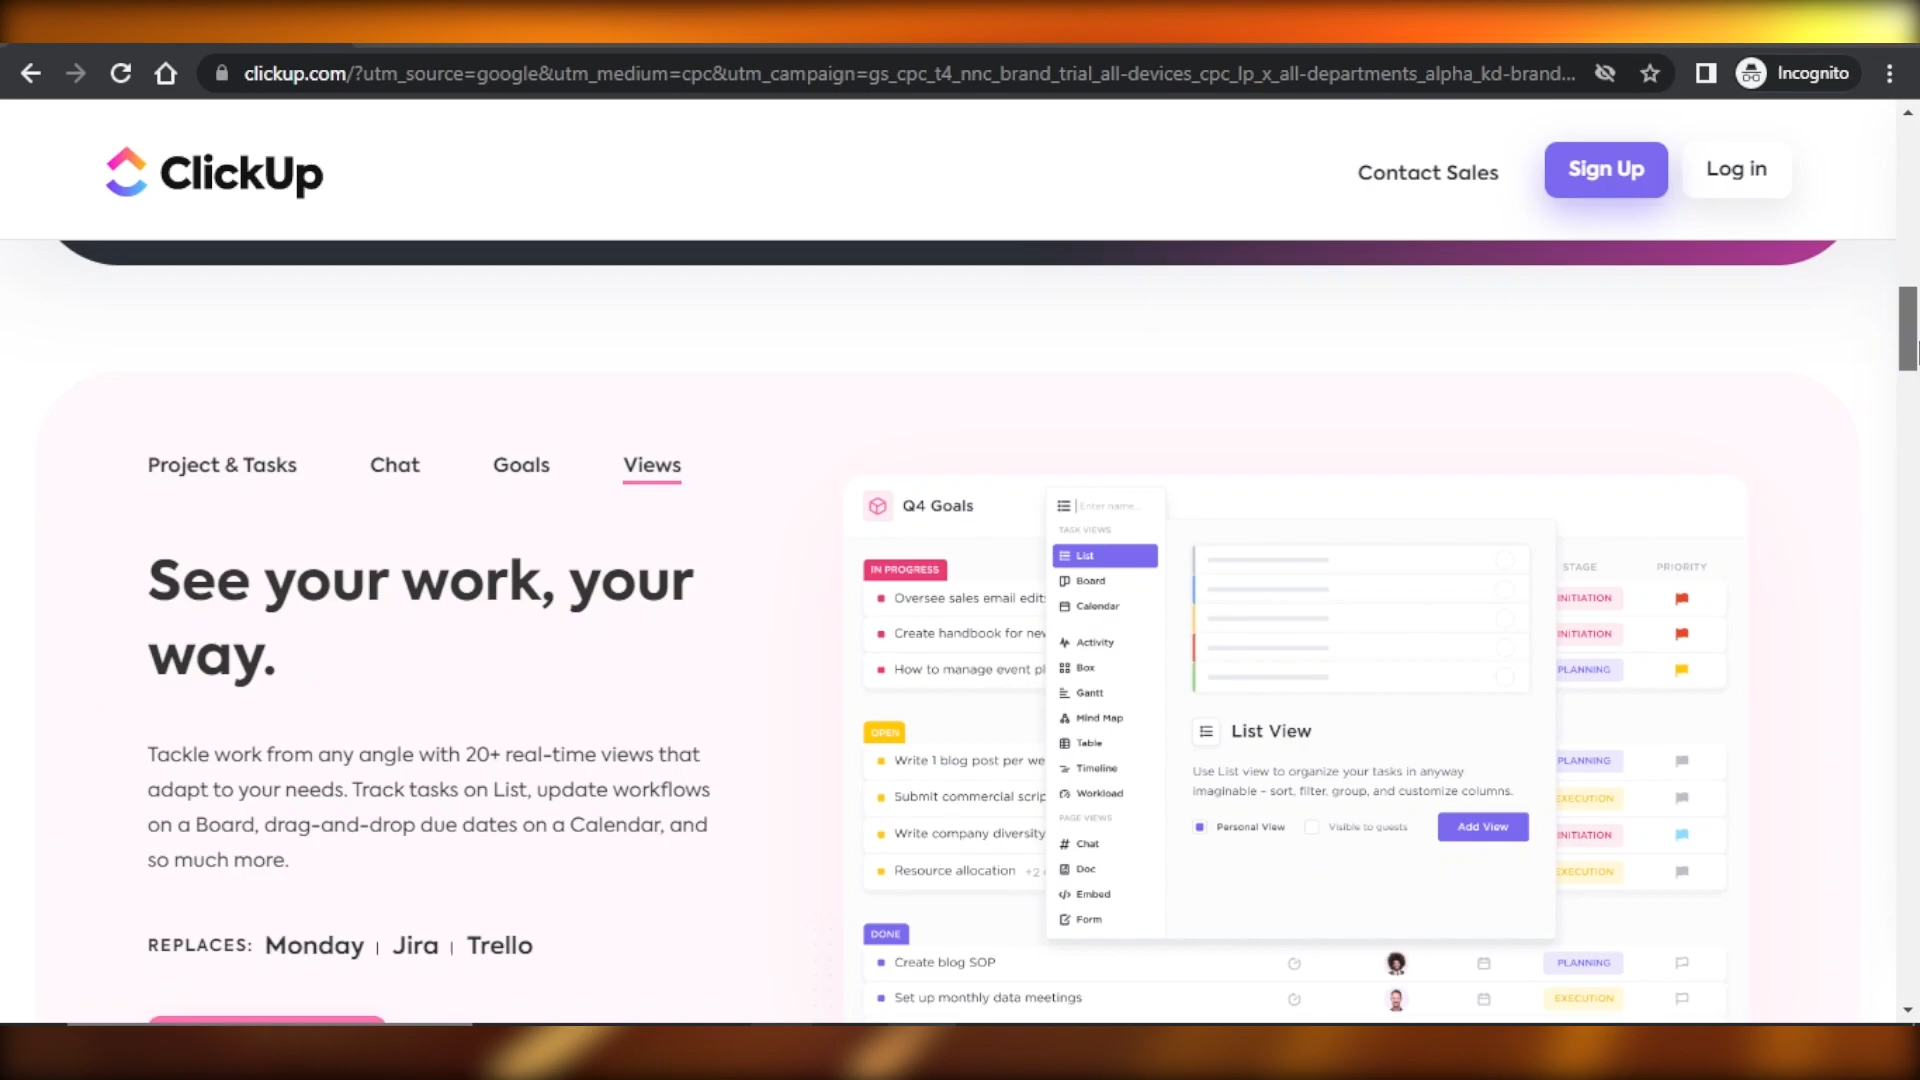 clickup.com/?utm_source=google&utm_medium=cpc&utm_campaign=gs_cpc_t4_nnc_brand_trial_all-devices_cpc_lp_x_all-departments_alpha_kd-brand...
Incognito
ClickUp
Contact Sales
Sign Up
Log in
Project & Tasks
Chat
Goals
Views
See your work, your
way.
Tackle work from any angle with 20+ real-time views that
adapt to your needs. Track tasks on List, update workflows
on a Board, drag-and-drop due dates on a Calendar, and
so much more.
REPLACES: Monday | Jira | Trello
Q4 Goals
IN PROGRESS
Oversee sales email edits
Create handbook for new
How to manage event pl
OPEN
Write 1 blog post per we
Submit commercial scrip
Write company diversity
Resource allocation +2
DONE
Create blog SOP
Set up monthly data meetings
Enter name...
TASK VIEWS
List
Board
Calendar
Activity
Box
Gantt
Mind Map
Table
Timeline
Workload
PAGE VIEWS
Chat
Doc
Embed
Form
List View
Use List view to organize your tasks in anyway
imaginable – sort, filter, group, and customize columns.
Personal View
Visible to guests
Add View
STAGE
PRIORITY
INITIATION
INITIATION
PLANNING
PLANNING
EXECUTION
INITIATION
EXECUTION
PLANNING
EXECUTION